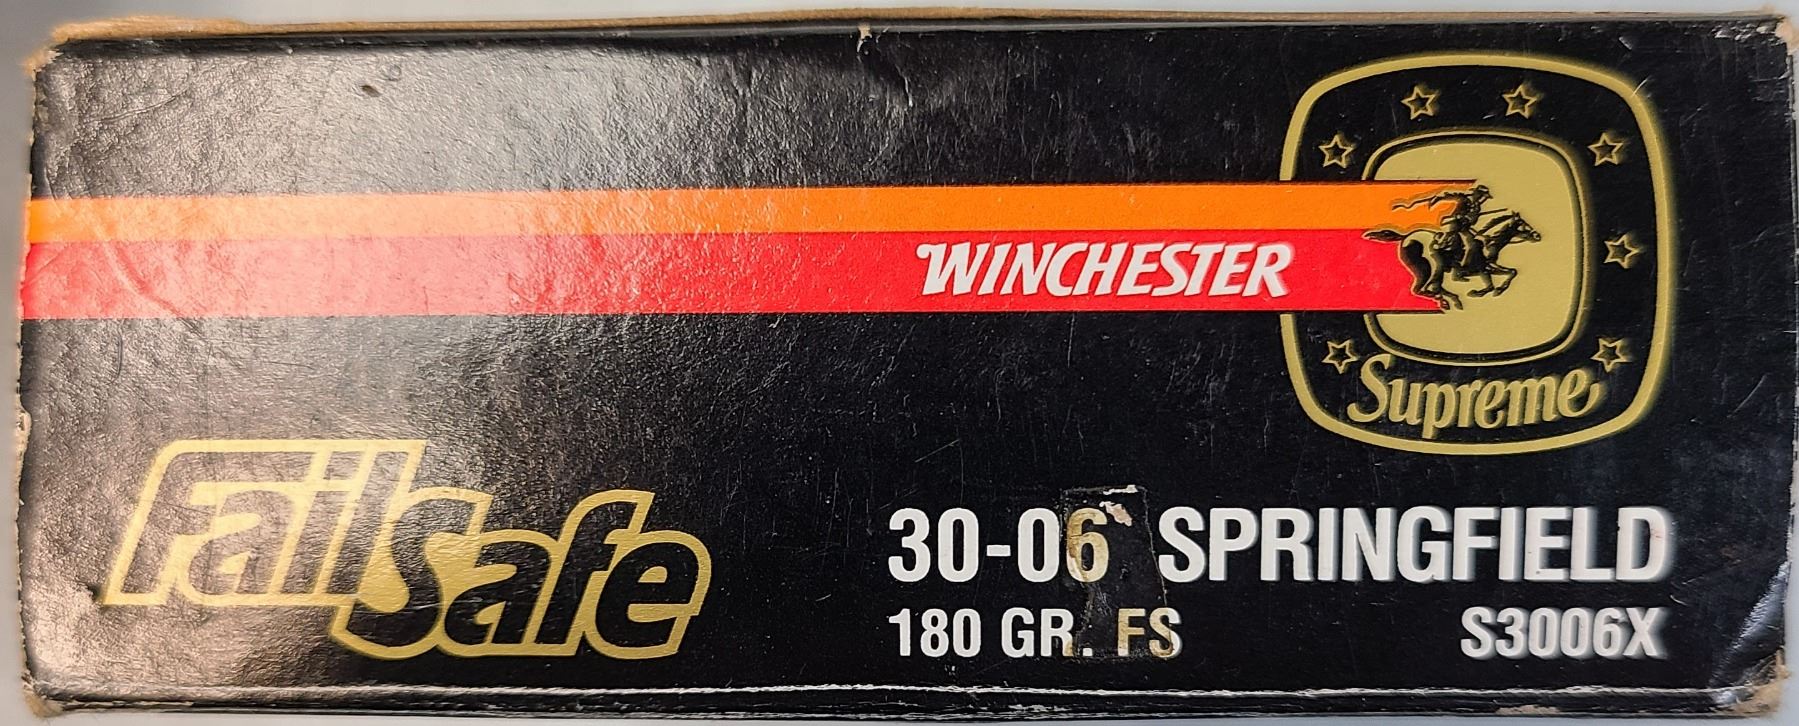 WINCHESTER
Supreme
FailSafe
30-06 SPRINGFIELD
180 GR. FS S3006X